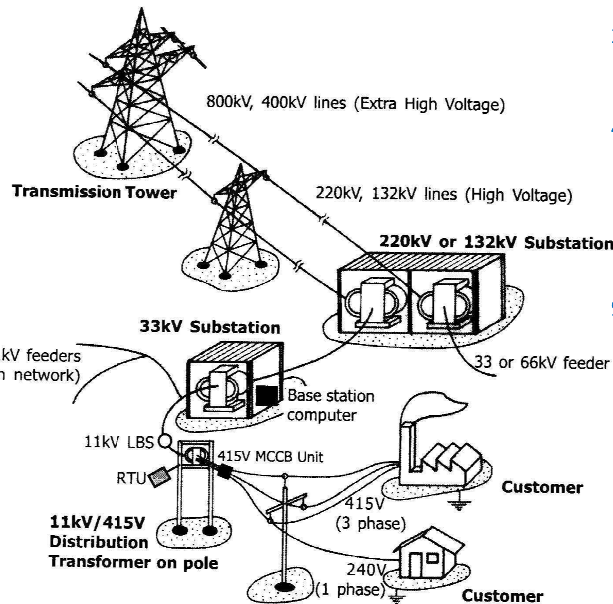 800kV, 400kV lines (Extra High Voltage)
Transmission Tower
220kV, 132kV lines (High Voltage)
220kV or 132kV Substation
33kV Substation
kV feeders
network)
33 or 66kV feeder
Base station
computer
11kV LBS
415V MCCB Unit
RTU
415V
(3 phase)
Customer
11kV/415V
Distribution
Transformer on pole
240V
(1 phase)
Customer